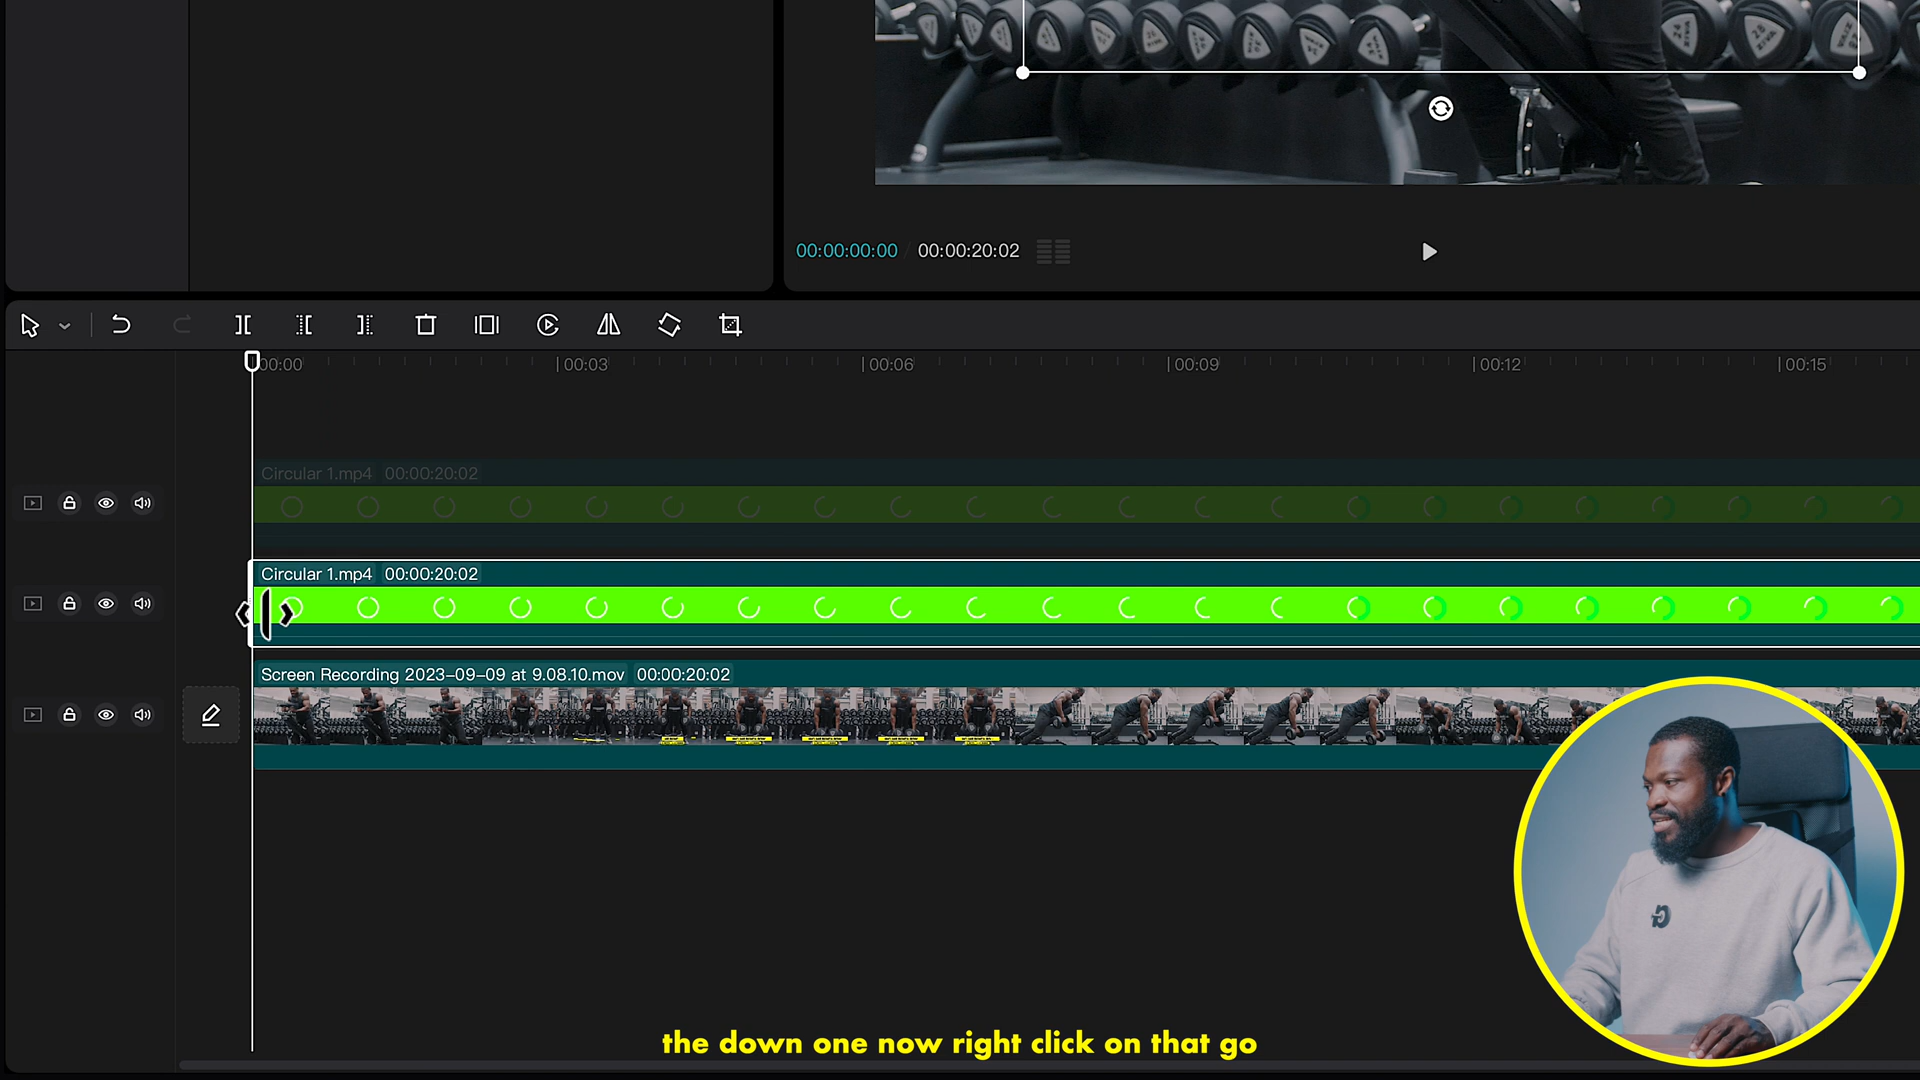 00:00:00:00 / 00:00:20:02
00:00 00:03 00:06 00:09 00:12 00:15
Circular 1.mp4 00:00:20:02
Circular 1.mp4 00:00:20:02
Screen Recording 2023-09-09 at 9.08.10.mov 00:00:20:02
the down one now right click on that go